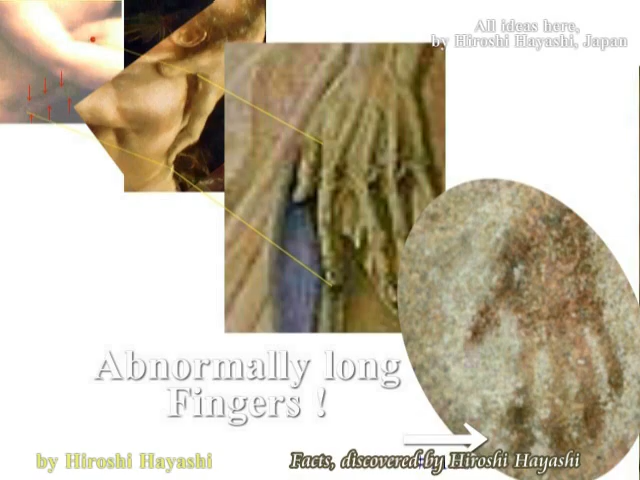 All ideas here,
by Hiroshi Hayashi, Japan
Abnormally long
Fingers !
by Hiroshi Hayashi
Facts, discovered by Hiroshi Hayashi